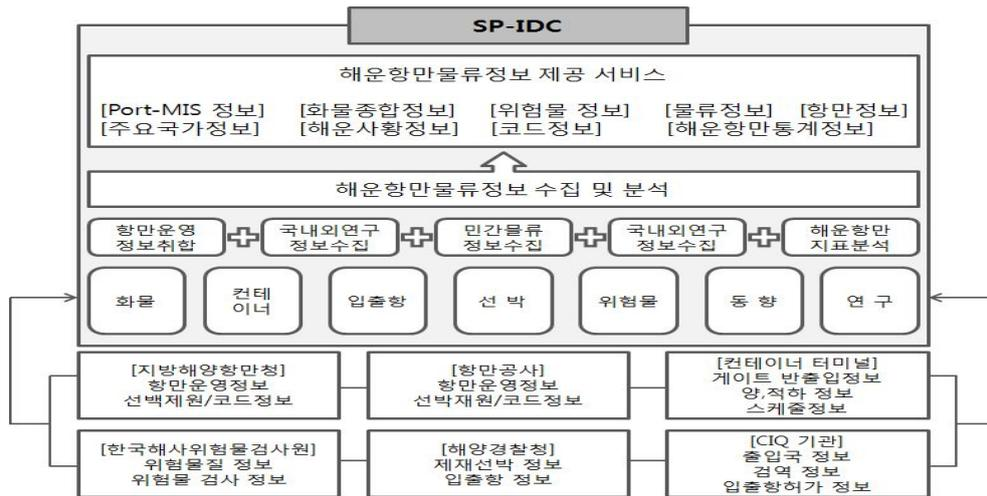 SP-IDC
해운항만물류정보 제공 서비스
[Port-MIS 정보] [화물종합정보] [위험물 정보] [물류정보] [항만정보]
[주요국가정보] [해운사황정보] [코드정보] [해운항만통계정보]
해운항만물류정보 수집 및 분석
항만운영
정보취합
국내외연구
정보수집
민간물류
정보수집
국내외연구
정보수집
해운항만
지표분석
화물
컨테
이너
입출항
선 박
위험물
동 향
연 구
[지방해양항만청]
항만운영정보
선백제원/코드정보
[항만공사]
항만운영정보
선박재원/코드정보
[컨테이너 터미널]
게이트 반출입정보
양,적하 정보
스케줄정보
[한국해사위험물검사원]
위험물질 정보
위험물 검사 정보
[해양경찰청]
제재선박 정보
입출항 정보
[CIQ 기관]
출입국 정보
검역 정보
입출항허가 정보